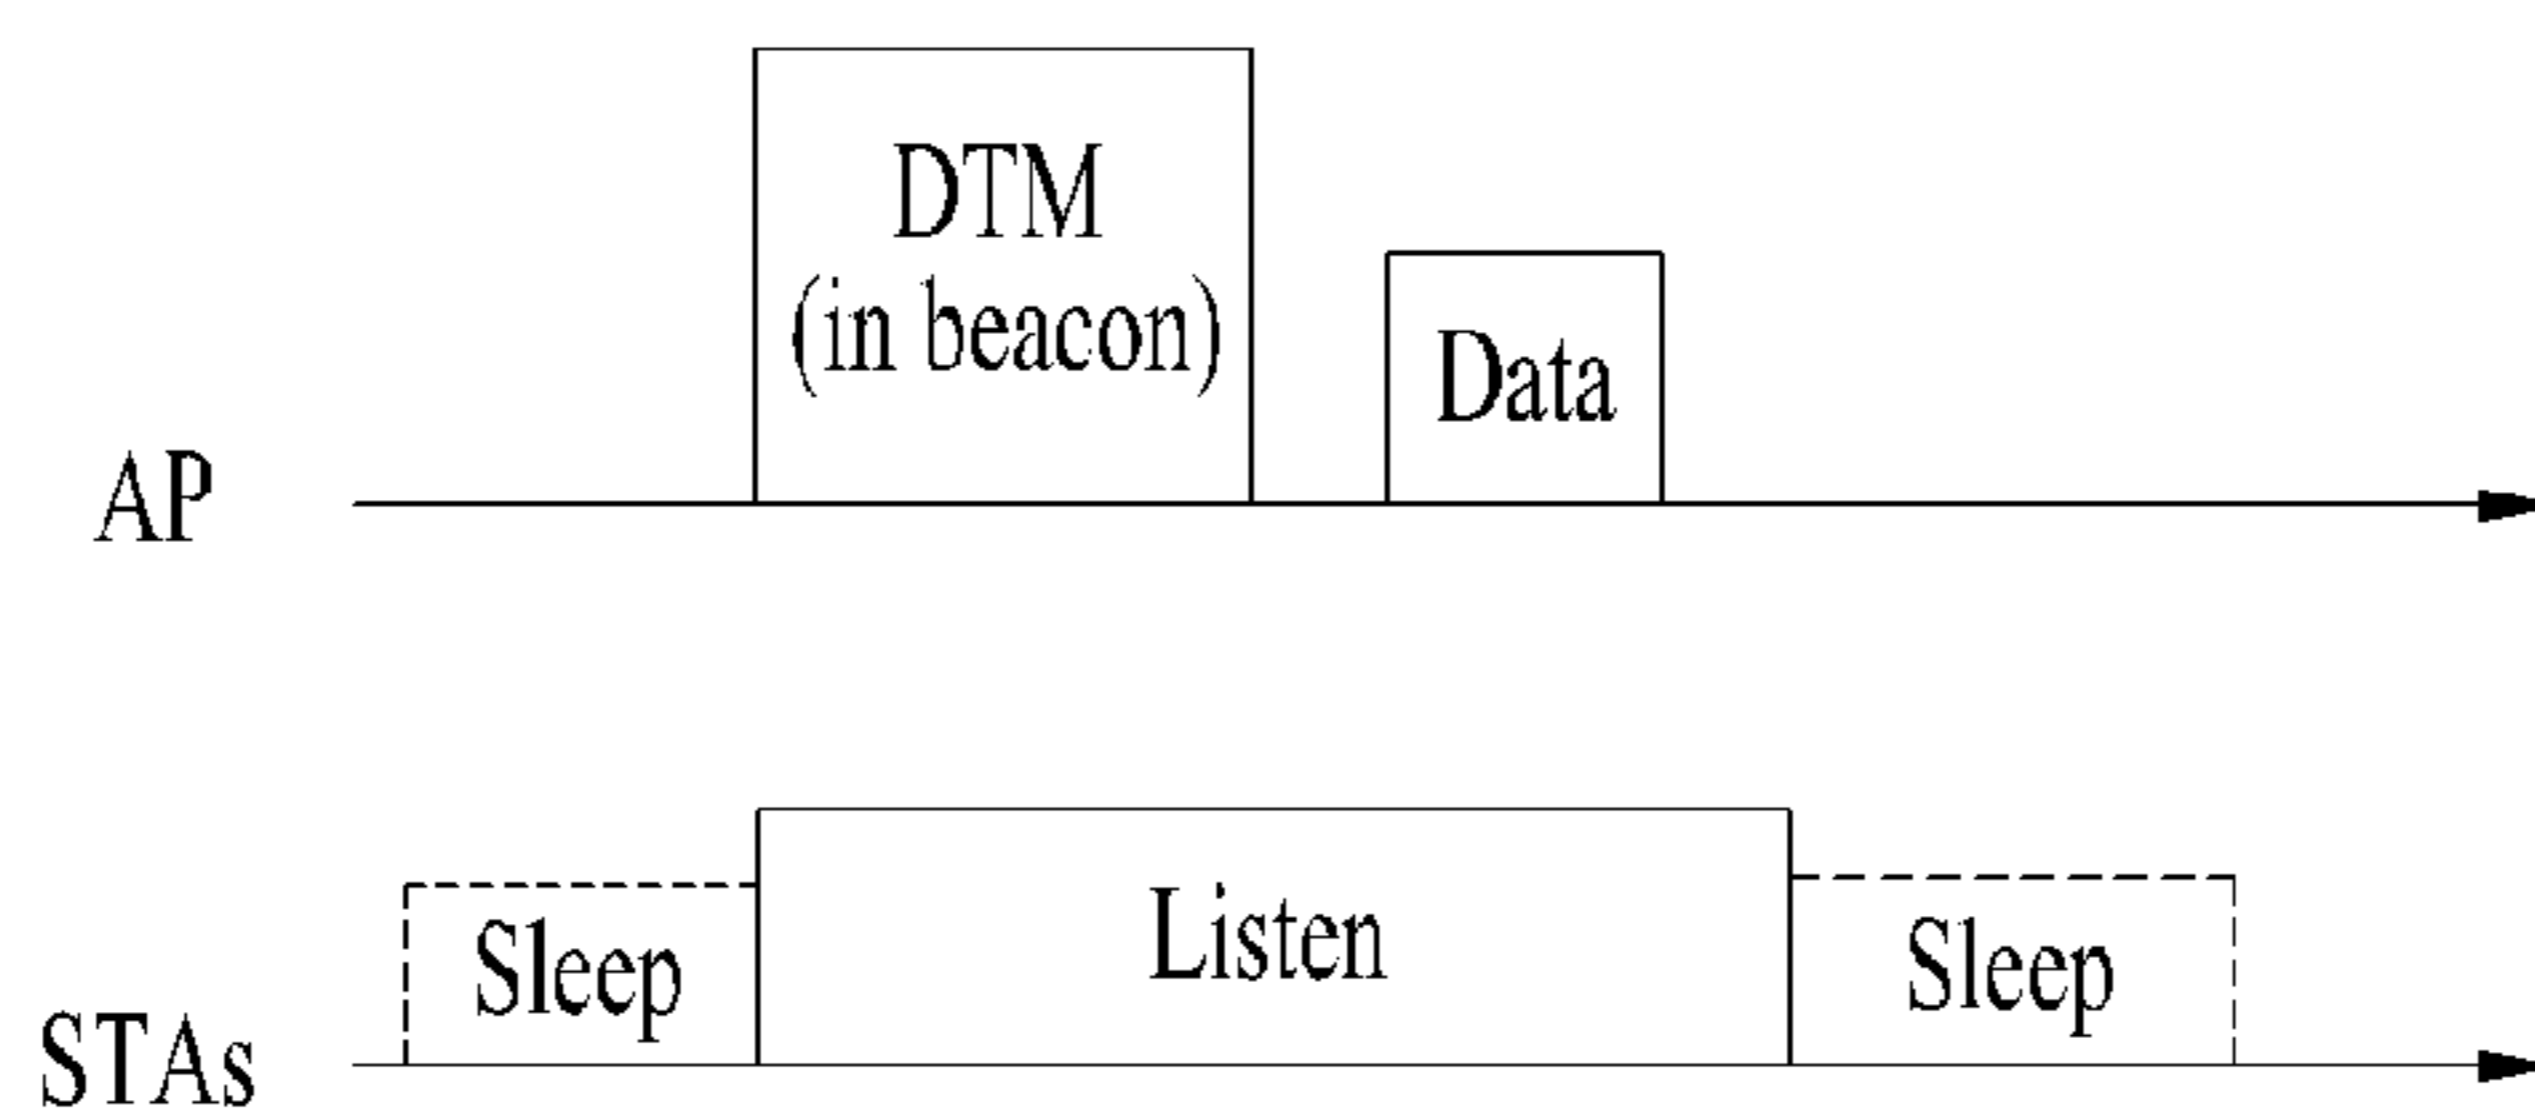 DTM
(in beacon)
Data
AP
Listen
Sleep
Sleep
STAs